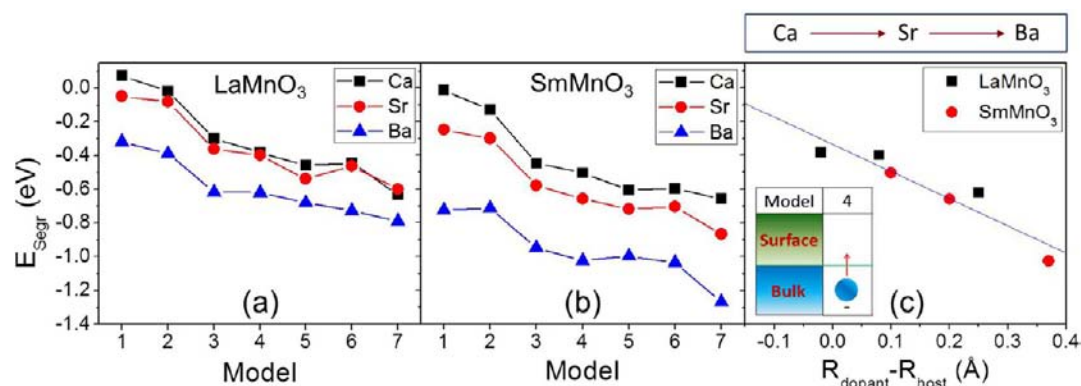 Ca → Sr → Ba
LaMnO3
Ca
Sr
Ba
SmMnO3
Ca
Sr
Ba
LaMnO3
SmMnO3
0.0
-0.2
-0.4
-0.6
-0.8
-1.0
-1.2
-1.4
ESegr (eV)
Model 4
Surface
Bulk
-
(a)
(b)
(c)
1 2 3 4 5 6 7
1 2 3 4 5 6 7
-0.1 0.0 0.1 0.2 0.3 0.4
Model
Model
Rdopant-Rhost (Å)